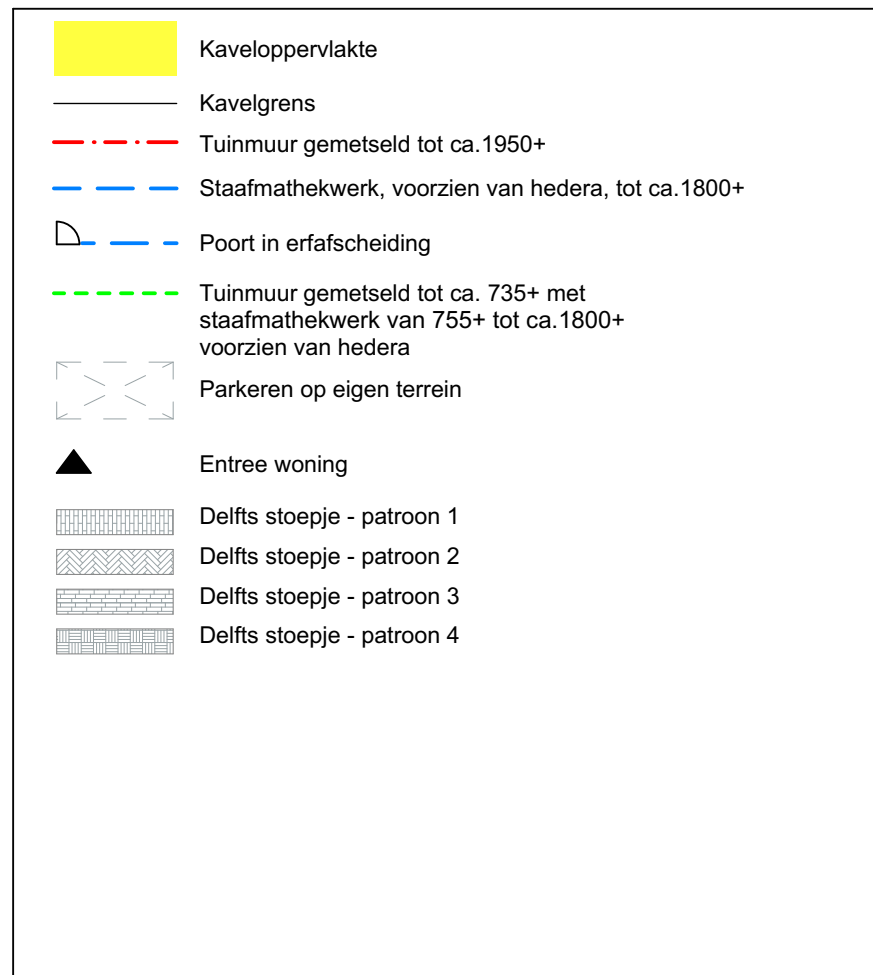 Kaveloppervlakte
Kavelgrens
Tuinmuur gemetseld tot ca.1950+
Staafmathekwerk, voorzien van hedera, tot ca.1800+
Poort in erfafscheiding
Tuinmuur gemetseld tot ca. 735+ met
staafmathekwerk van 755+ tot ca.1800+
voorzien van hedera
Parkeren op eigen terrein
Entree woning
Delfts stoepje - patroon 1
Delfts stoepje - patroon 2
Delfts stoepje - patroon 3
Delfts stoepje - patroon 4